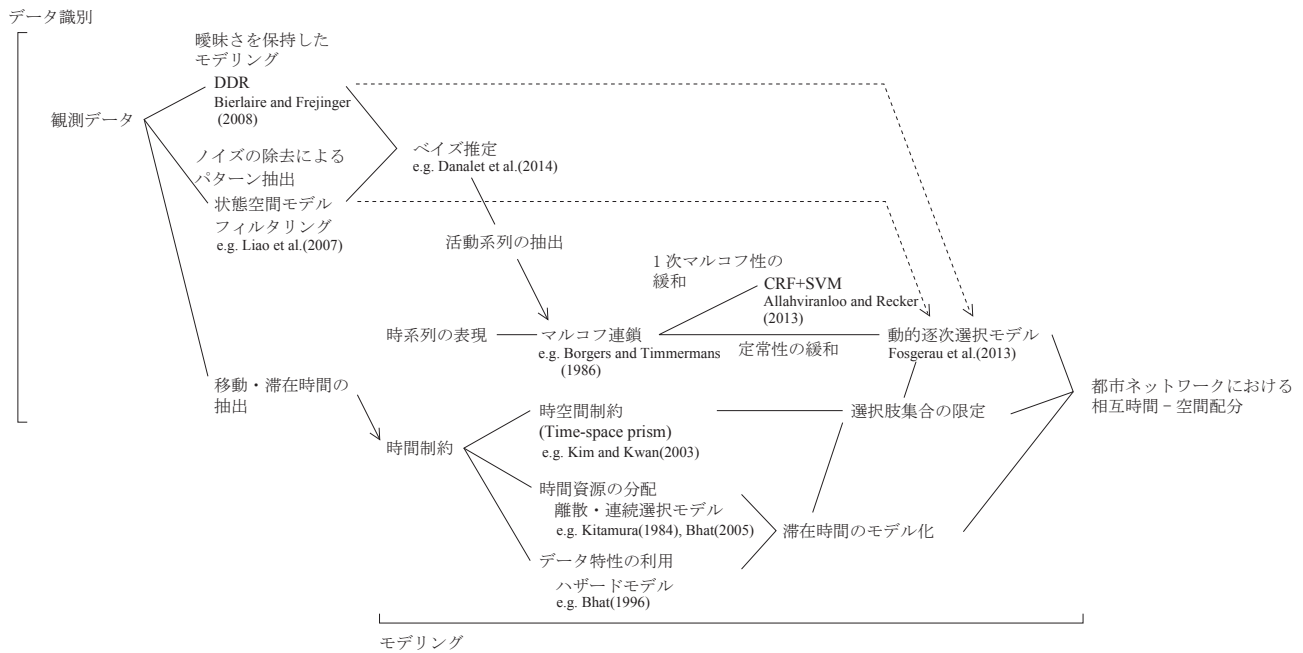 データ識別
曖昧さを保持した
モデリング
DDR
Bierlaire and Frejinger
(2008)
観測データ
ノイズの除去による
パターン抽出
状態空間モデル
フィルタリング
e.g. Liao et al.(2007)
ベイズ推定
e.g. Danalet et al.(2014)
活動系列の抽出
1 次マルコフ性の
緩和
CRF+SVM
Allahviranloo and Recker
(2013)
時系列の表現
マルコフ連鎖
e.g. Borgers and Timmermans
(1986)
定常性の緩和
動的逐次選択モデル
Fosgerau et al.(2013)
移動・滞在時間の
抽出
都市ネットワークにおける
相互時間－空間配分
時空間制約
(Time-space prism)
e.g. Kim and Kwan(2003)
選択肢集合の限定
時間制約
時間資源の分配
離散・連続選択モデル
e.g. Kitamura(1984), Bhat(2005)
滞在時間のモデル化
データ特性の利用
ハザードモデル
e.g. Bhat(1996)
モデリング